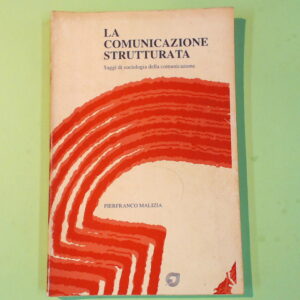 LA
COMUNICAZIONE
STRUTTURATA
Saggi di sociologia della comunicazione
PIERFRANCO MALIZIA